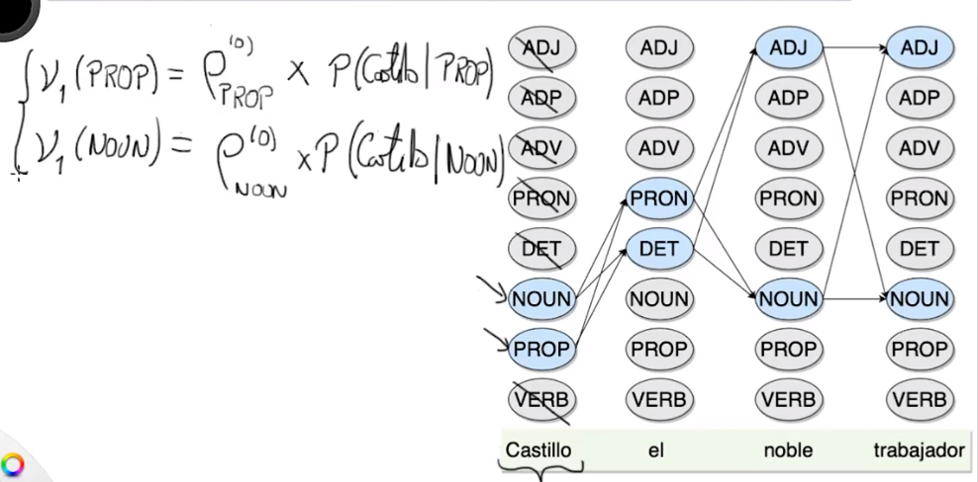 ν₁(PROP) = ρ_PROP^(0) × P(Castillo|PROP)
ν₁(NOUN) = ρ_NOUN^(0) × P(Castillo|NOUN)
ADJ ADJ ADJ ADJ
ADP ADP ADP ADP
ADV ADV ADV ADV
PRON PRON PRON PRON
DET DET DET DET
NOUN NOUN NOUN NOUN
PROP PROP PROP PROP
VERB VERB VERB VERB
Castillo el noble trabajador